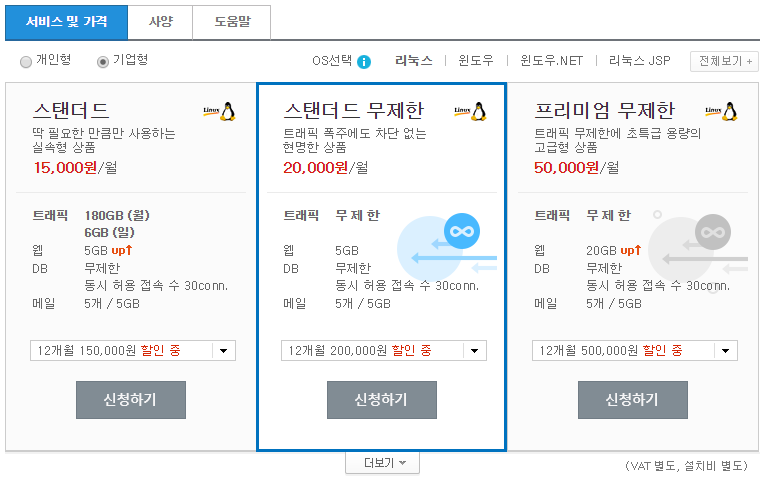 서비스 및 가격
사양
도움말
개인형
기업형
OS선택 i
리눅스
윈도우
윈도우.NET
리눅스 JSP
전체보기 +
스탠더드
Linux
딱 필요한 만큼만 사용하는
실속형 상품
15,000원/월
트래픽 180GB (월)
6GB (일)
웹 5GB up↑
DB 무제한
동시 허용 접속 수 30conn.
메일 5개 / 5GB
12개월 150,000원 할인 중
신청하기
스탠더드 무제한
Linux
트래픽 폭주에도 차단 없는
현명한 상품
20,000원/월
트래픽 무제한
웹 5GB
DB 무제한
동시 허용 접속 수 30conn.
메일 5개 / 5GB
12개월 200,000원 할인 중
신청하기
프리미엄 무제한
Linux
트래픽 무제한에 초특급 용량의
고급형 상품
50,000원/월
트래픽 무제한
웹 20GB up↑
DB 무제한
동시 허용 접속 수 30conn.
메일 5개 / 5GB
12개월 500,000원 할인 중
신청하기
더보기
(VAT 별도, 설치비 별도)